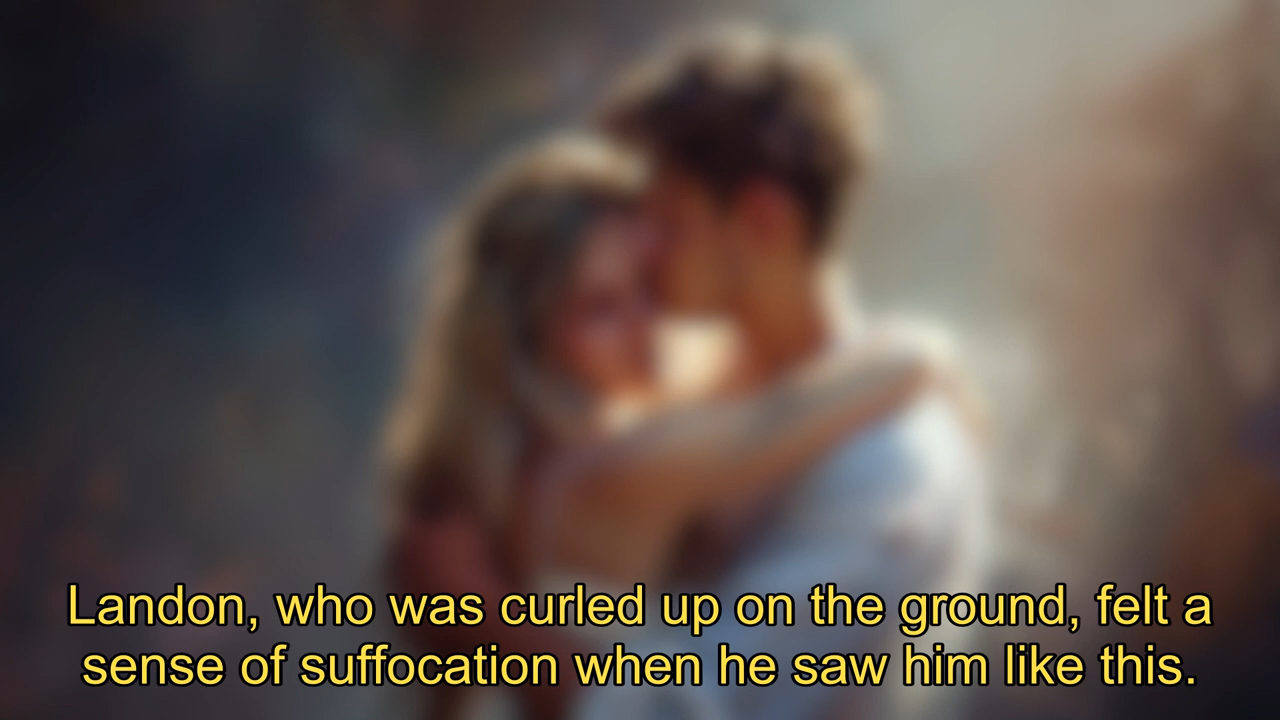 Landon, who was curled up on the ground, felt a
sense of suffocation when he saw him like this.